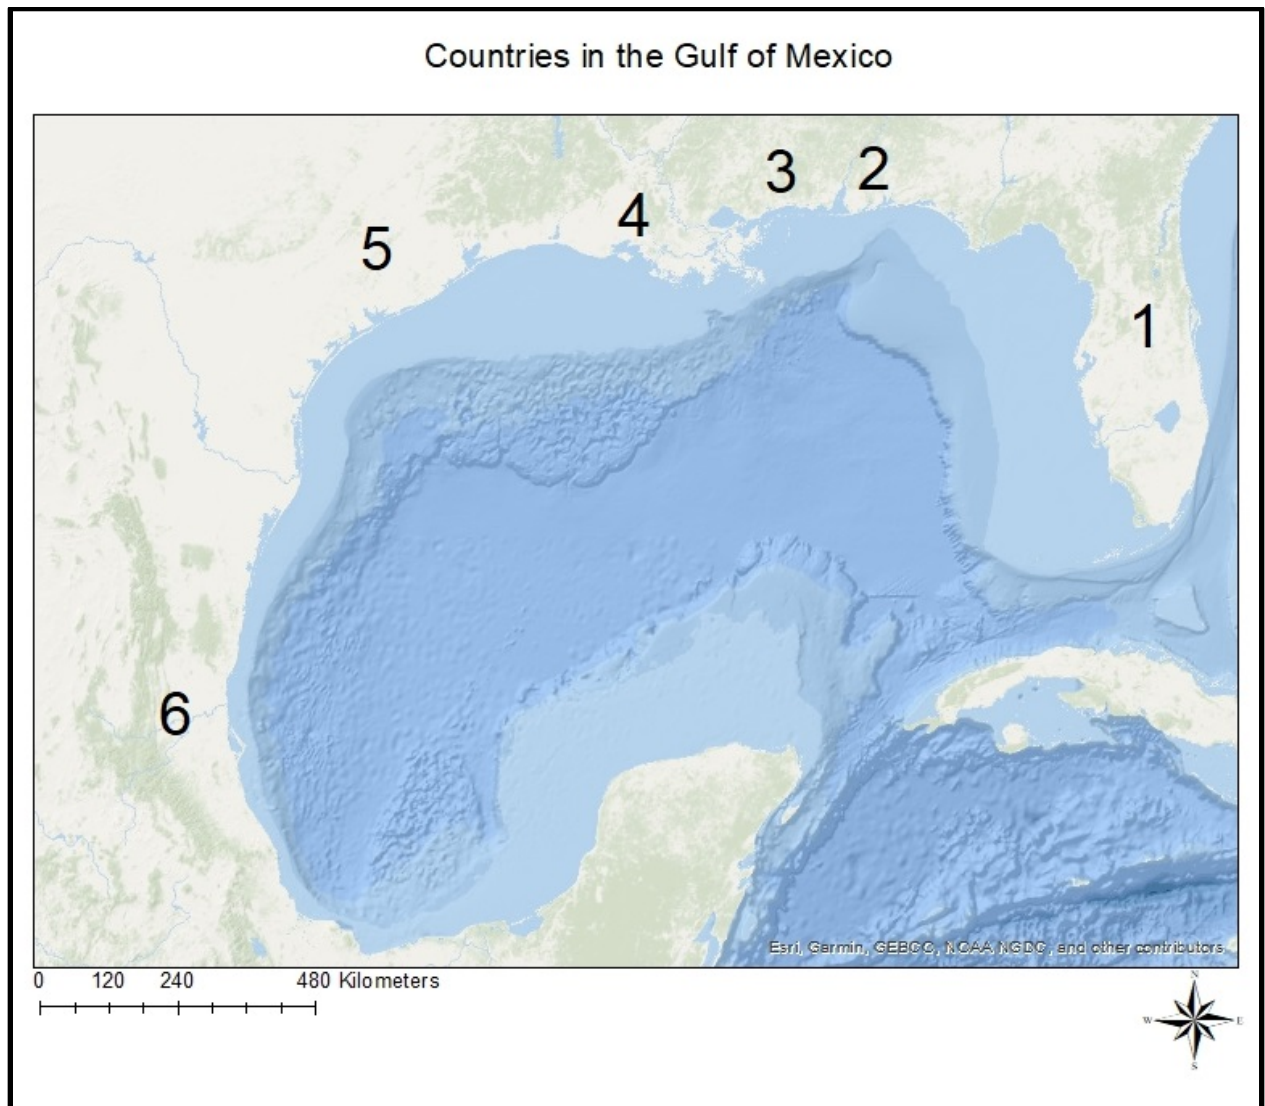 Countries in the Gulf of Mexico
3 2
4
5
1
6
Esri, Garmin, GEBCO, NOAA NGDC, and other contributors
0 120 240 480 Kilometers
N
W E
S